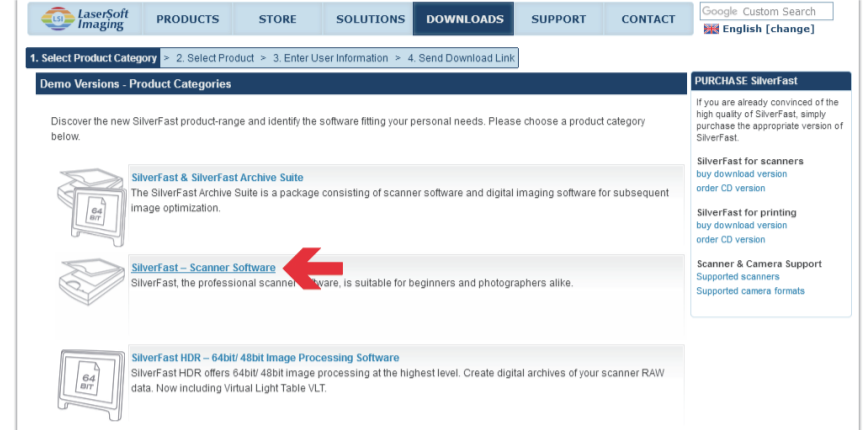 LaserSoft
Imaging
PRODUCTS STORE SOLUTIONS DOWNLOADS SUPPORT CONTACT
Google Custom Search
English [change]
1. Select Product Category > 2. Select Product > 3. Enter User Information > 4. Send Download Link
Demo Versions - Product Categories
Discover the new SilverFast product-range and identify the software fitting your personal needs. Please choose a product category
below.
SilverFast & SilverFast Archive Suite
The SilverFast Archive Suite is a package consisting of scanner software and digital imaging software for subsequent
image optimization.
64
BIT
SilverFast – Scanner Software
SilverFast, the professional scanner ware, is suitable for beginners and photographers alike.
SilverFast HDR – 64bit/ 48bit Image Processing Software
SilverFast HDR offers 64bit/ 48bit image processing at the highest level. Create digital archives of your scanner RAW
data. Now including Virtual Light Table VLT.
64
BIT
PURCHASE SilverFast
If you are already convinced of the
high quality of SilverFast, simply
purchase the appropriate version of
SilverFast.
SilverFast for scanners
buy download version
order CD version
SilverFast for printing
buy download version
order CD version
Scanner & Camera Support
Supported scanners
Supported camera formats